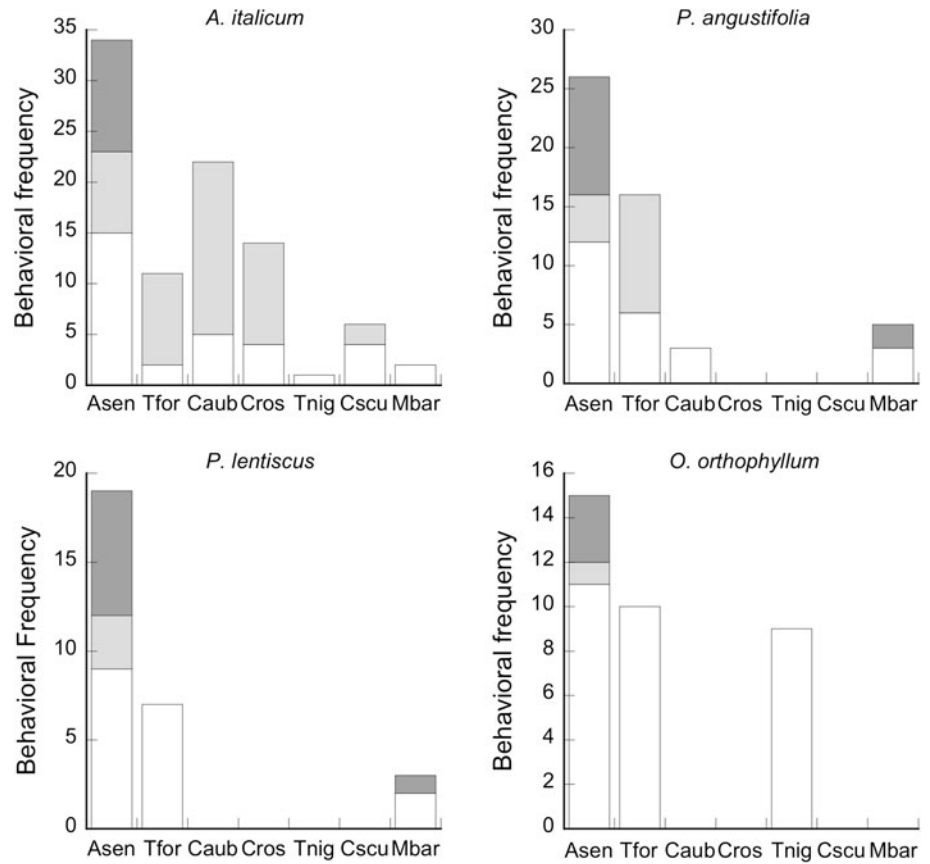 A. italicum
Behavioral frequency
35
30
25
20
15
10
5
0
Asen Tfor Caub Cros Tnig Cscu Mbar
P. angustifolia
Behavioral frequency
30
25
20
15
10
5
0
Asen Tfor Caub Cros Tnig Cscu Mbar
P. lentiscus
Behavioral Frequency
20
15
10
5
0
Asen Tfor Caub Cros Tnig Cscu Mbar
O. orthophyllum
Behavioral frequency
16
14
12
10
8
6
4
2
0
Asen Tfor Caub Cros Tnig Cscu Mbar